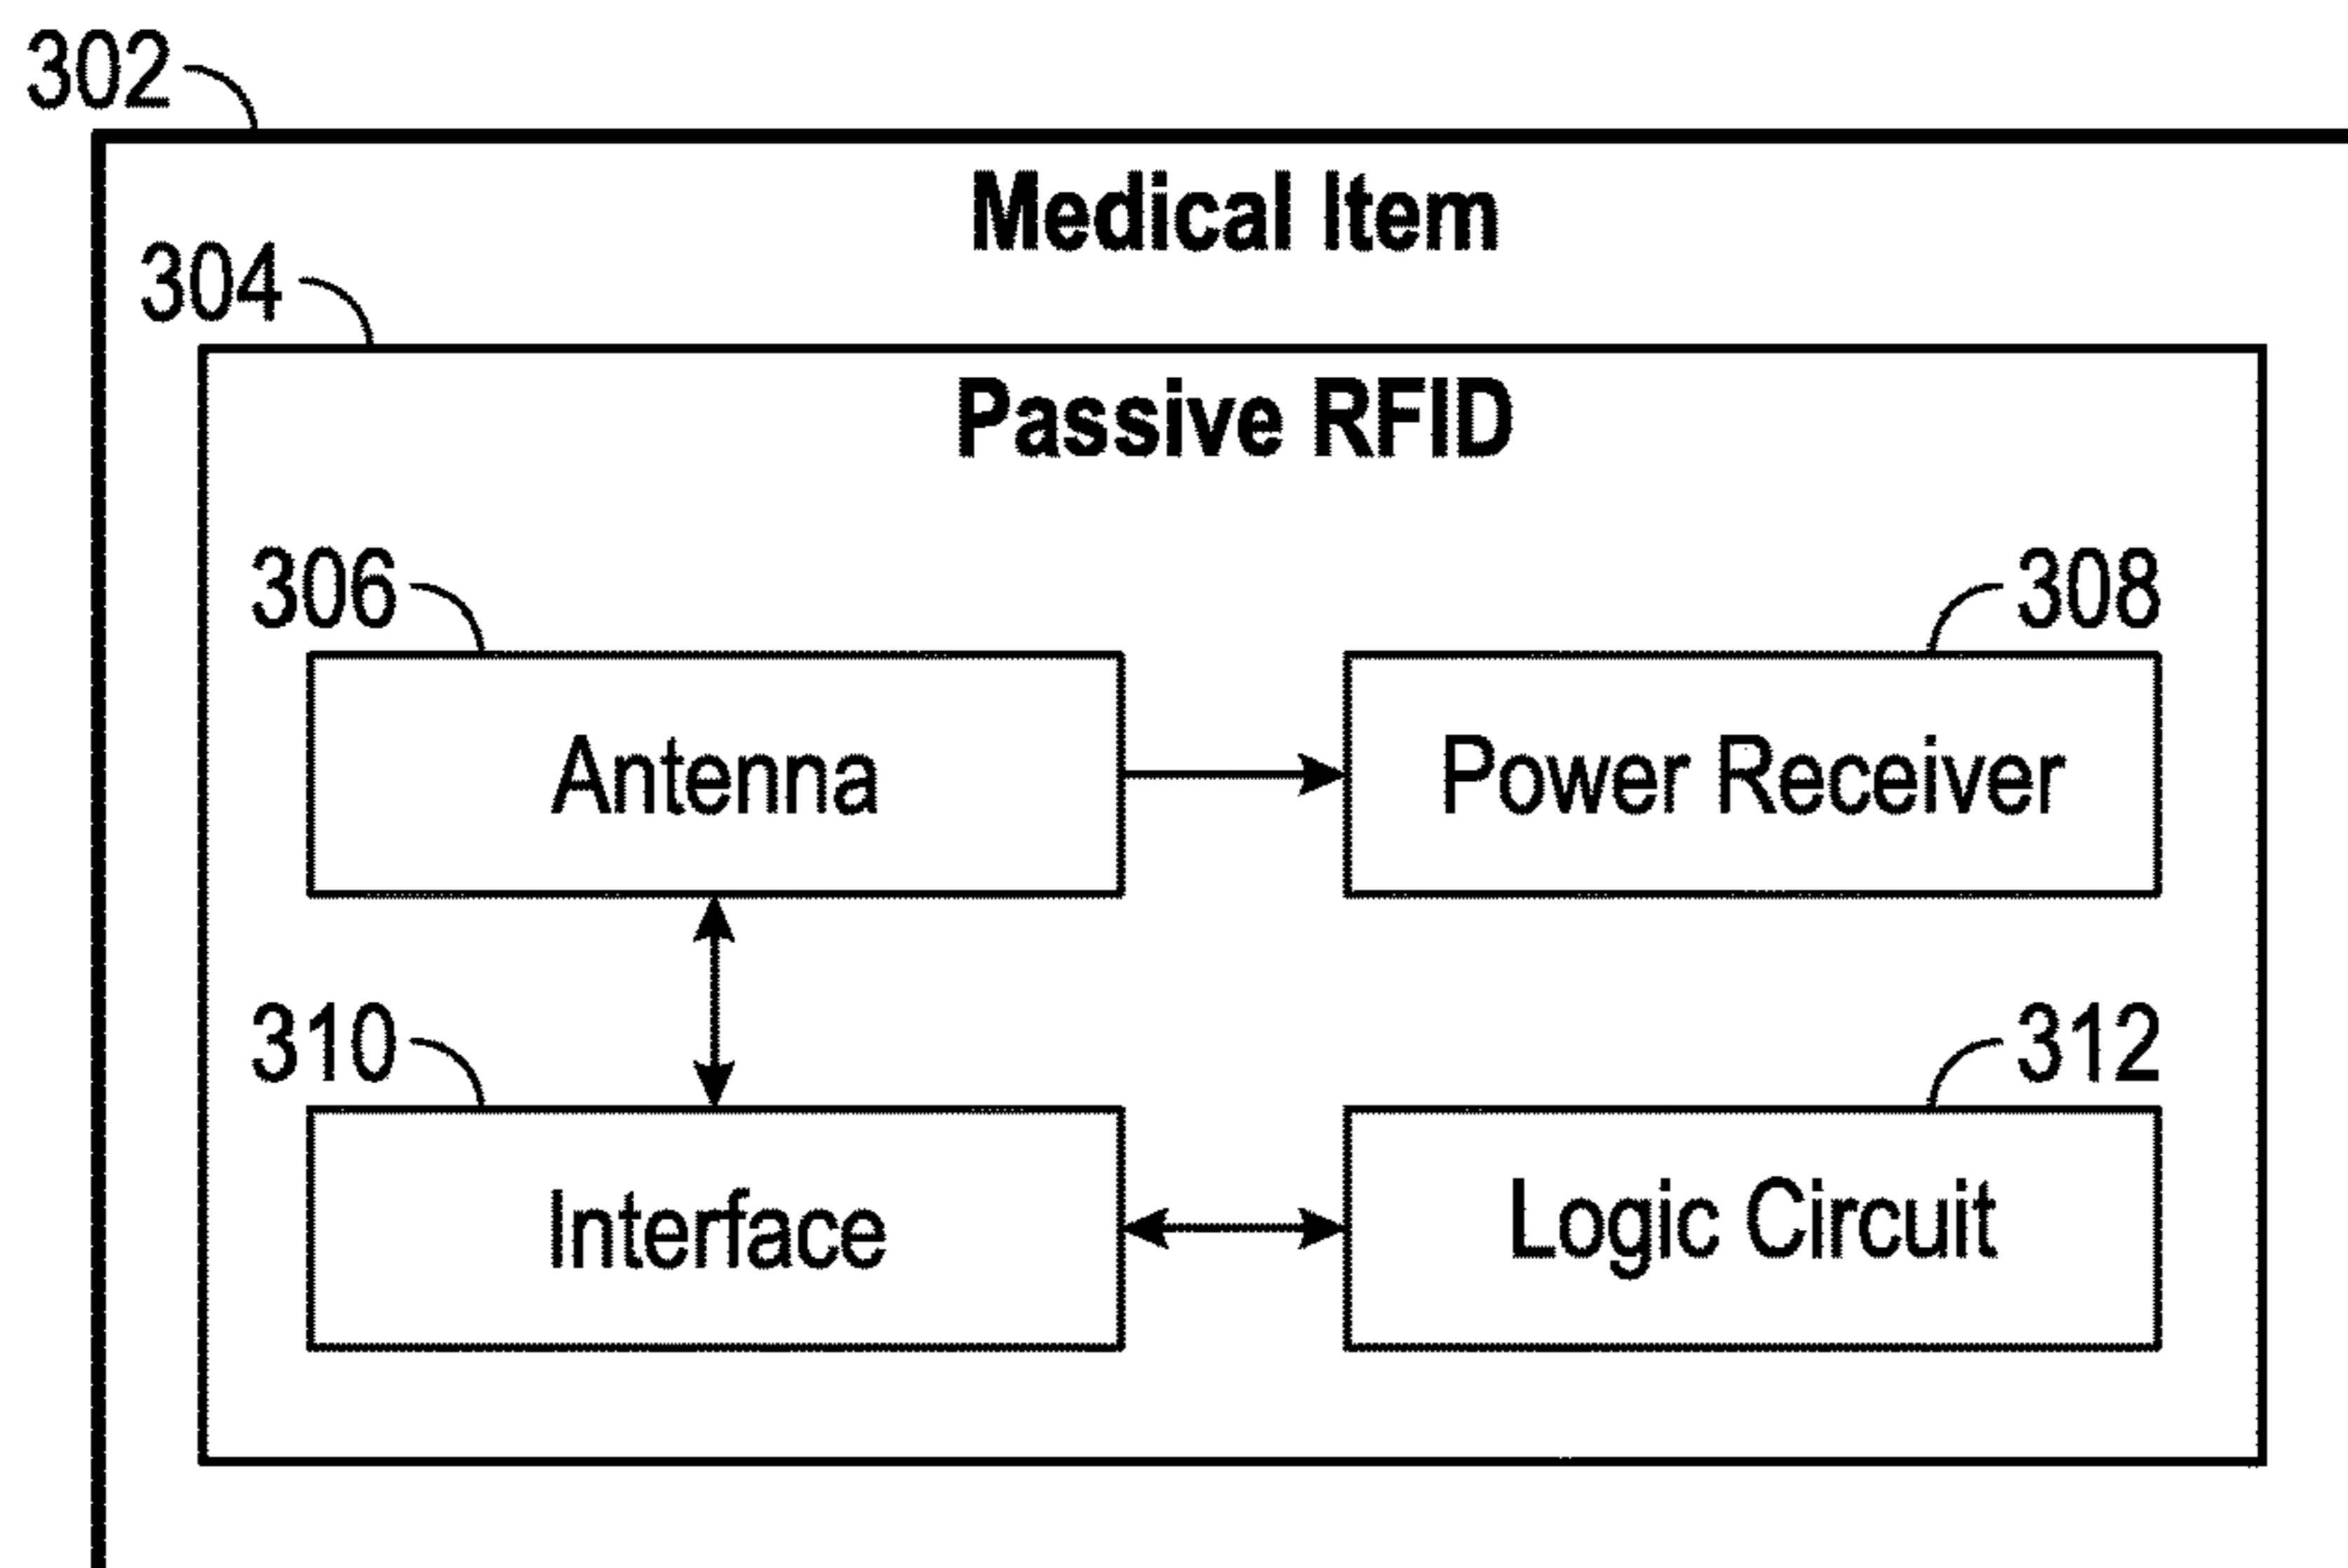 302
Medical Item
304
Passive RFID
306
308
Antenna
Power Receiver
310
312
Interface
Logic Circuit